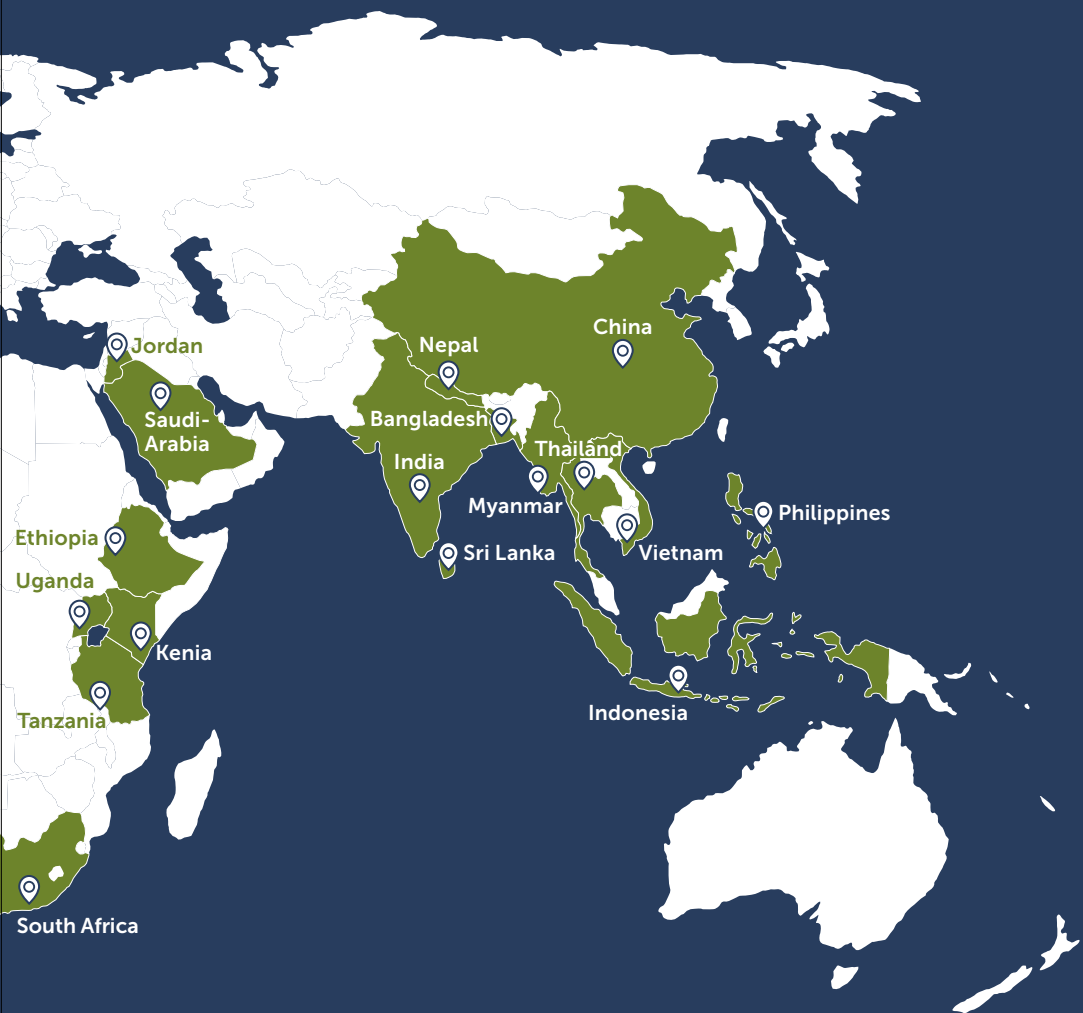 China
Jordan
Nepal
Saudi-
Arabia
Bangladesh
Thailand
India
Myanmar
Philippines
Ethiopia
Sri Lanka
Vietnam
Uganda
Kenia
Tanzania
Indonesia
South Africa